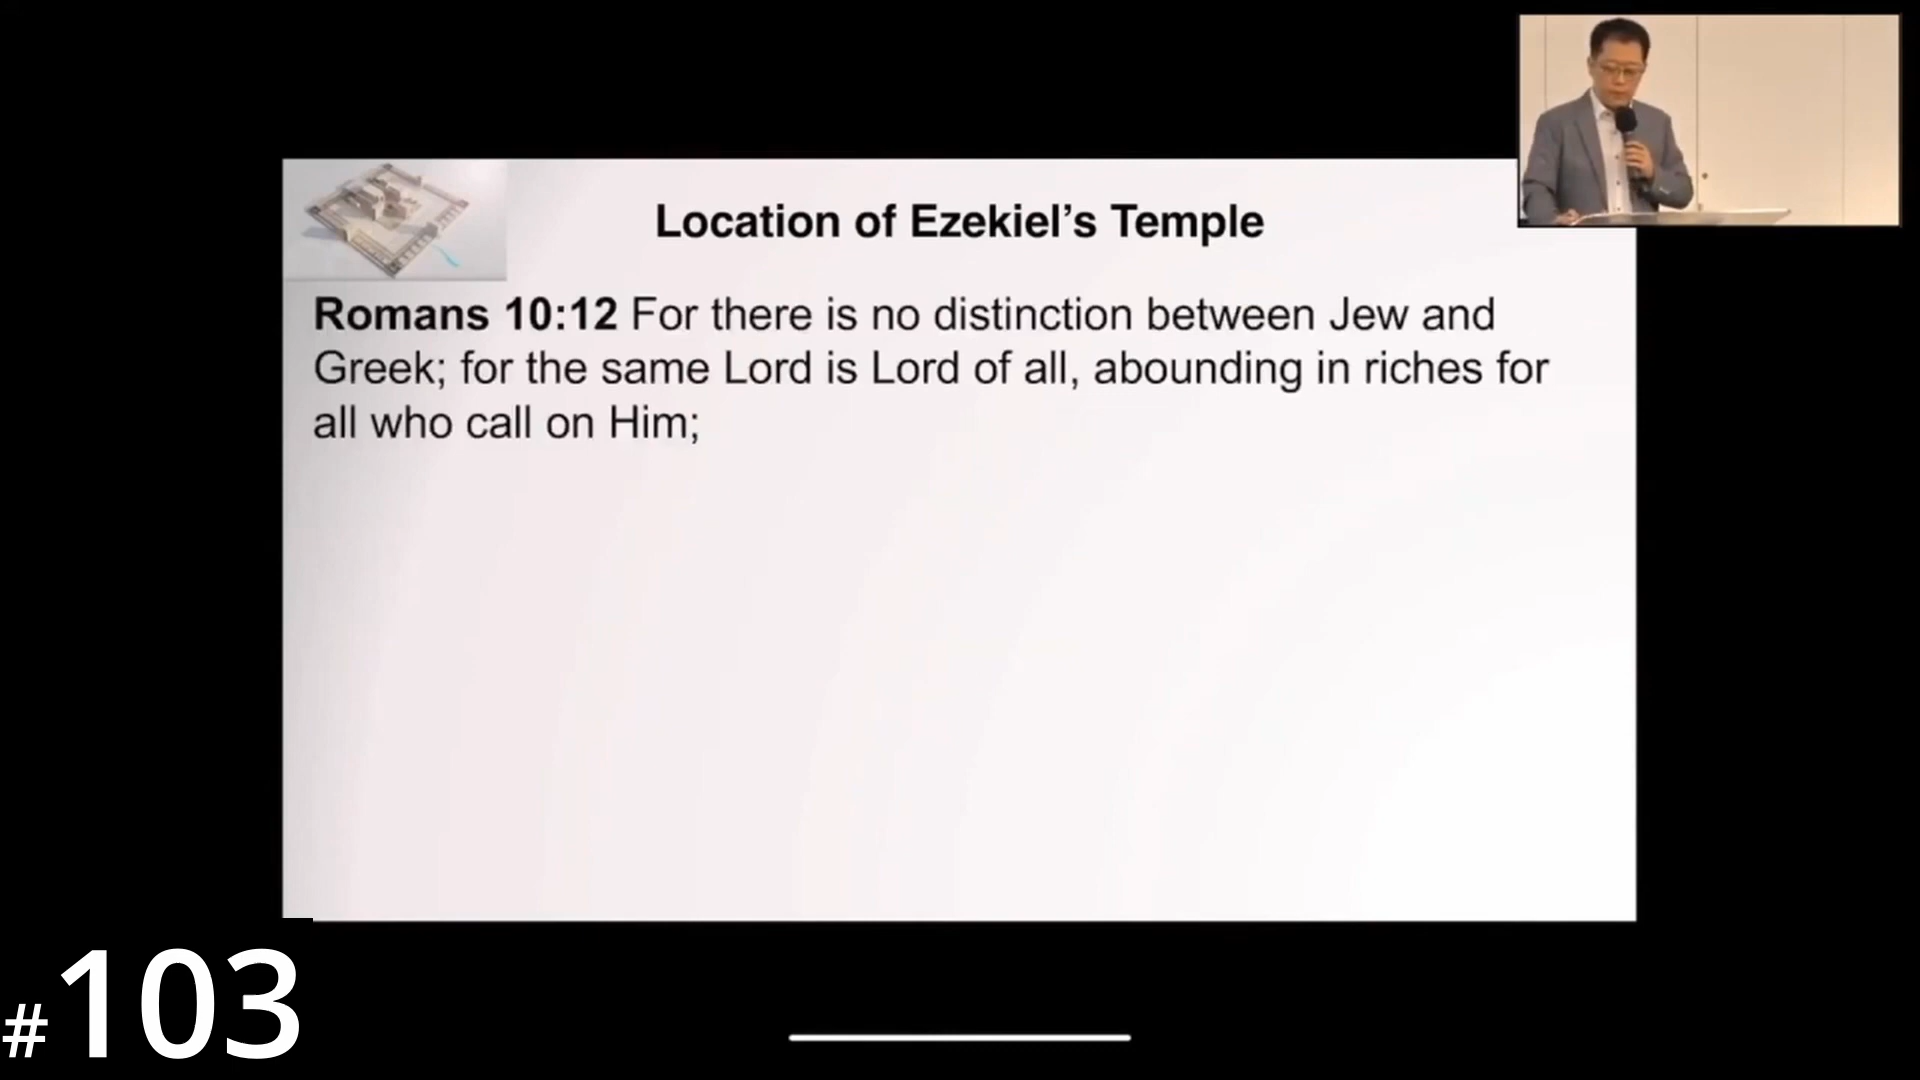 Location of Ezekiel’s Temple
Romans 10:12 For there is no distinction between Jew and
Greek; for the same Lord is Lord of all, abounding in riches for
all who call on Him;
#103